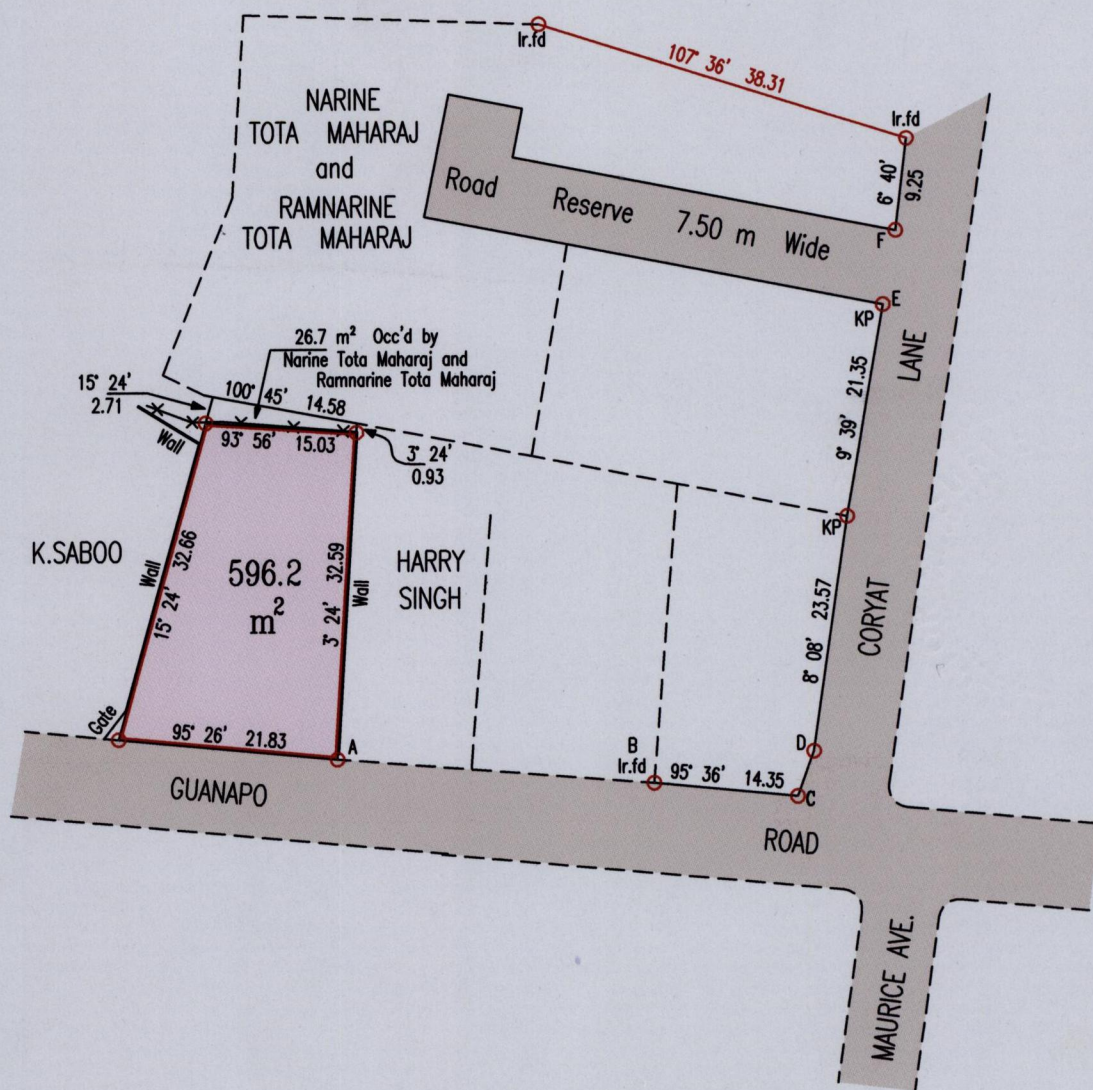 Ir.fd
107° 36' 38.31
Ir.fd
NARINE
TOTA MAHARAJ
and
RAMNARINE
TOTA MAHARAJ
Road Reserve 7.50 m Wide
6° 40'
9.25
F
E
KP
LANE
26.7 m² Occ'd by
Narine Tota Maharaj and
Ramnarine Tota Maharaj
15° 24'
2.71
100° 45' 14.58
Wall
93° 56' 15.03
3° 24'
0.93
9° 39' 21.35
KP
K.SABOO
Wall
15° 24' 32.66
596.2
m²
3° 24' 32.59
Wall
HARRY
SINGH
8° 08' 23.57
CORYAT
Gate
95° 26' 21.83
A
B
Ir.fd
95° 36' 14.35
D
C
GUANAPO
ROAD
MAURICE AVE.